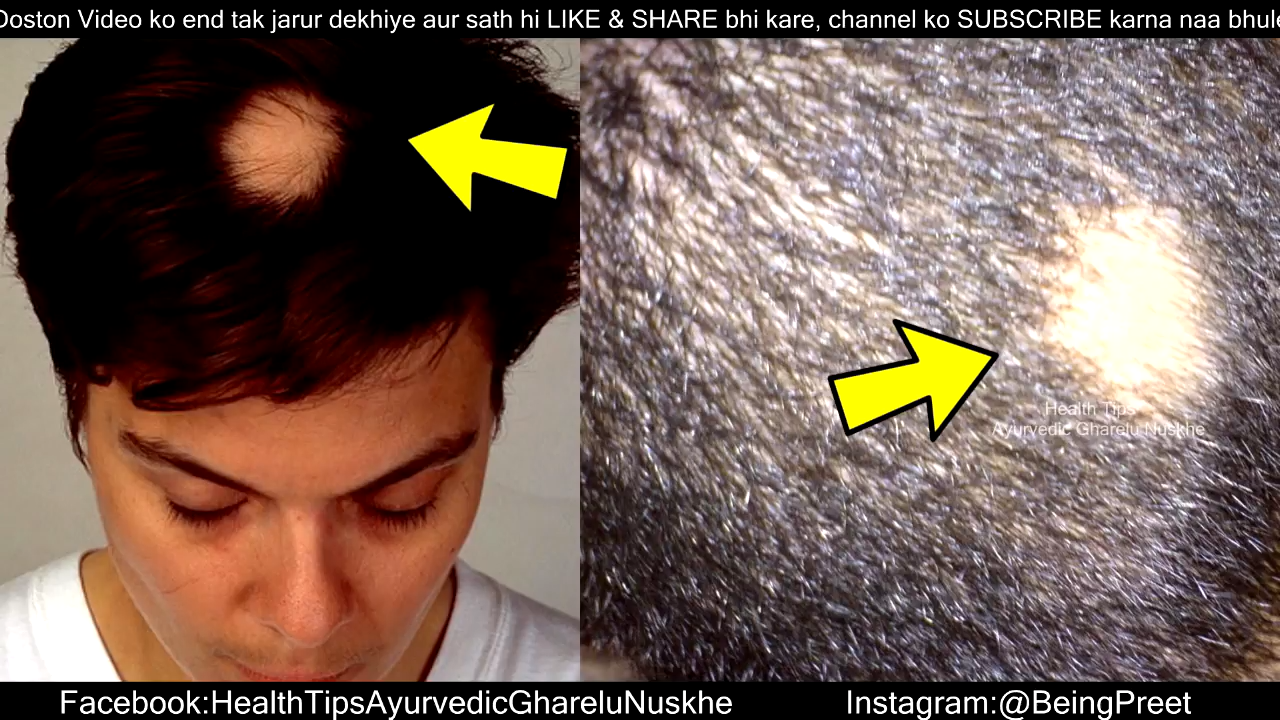 Doston Video ko end tak jarur dekhiye aur sath hi LIKE & SHARE bhi kare, channel ko SUBSCRIBE karna naa bhule
Health Tips
Ayurvedic Gharelu Nuskhe
Facebook:HealthTipsAyurvedicGhareluNuskhe
Instagram:@BeingPreet